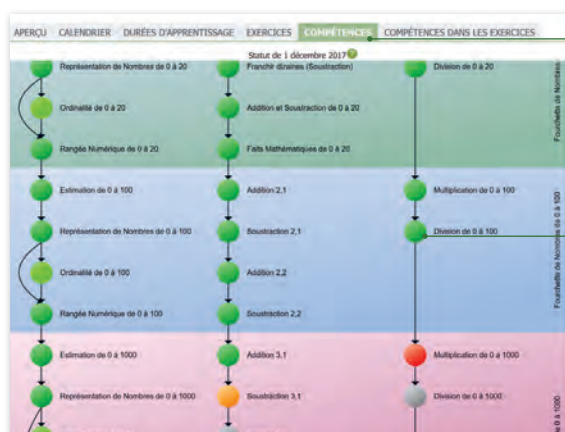 APERÇU CALENDRIER DURÉES D'APPRENTISSAGE EXERCICES COMPÉTENCES COMPÉTENCES DANS LES EXERCICES
Statut de 1 décembre 2017
Représentation de Nombres de 0 à 20
Franchir dizaines (Soustraction)
Division de 0 à 20
Ordinalité de 0 à 20
Addition et Soustraction de 0 à 20
Rangée Numérique de 0 à 20
Faits Mathématiques de 0 à 20
Fourchette de Nombres
Estimation de 0 à 100
Addition 2,1
Multiplication de 0 à 100
Représentation de Nombres de 0 à 100
Soustraction 2,1
Division de 0 à 100
Ordinalité de 0 à 100
Addition 2,2
Rangée Numérique de 0 à 100
Soustraction 2,2
Fourchette de Nombres de 0 à 100
Estimation de 0 à 1000
Addition 3,1
Multiplication de 0 à 1000
Représentation de Nombres de 0 à 1000
Soustraction 3,1
Division de 0 à 1000
de 0 à 1000